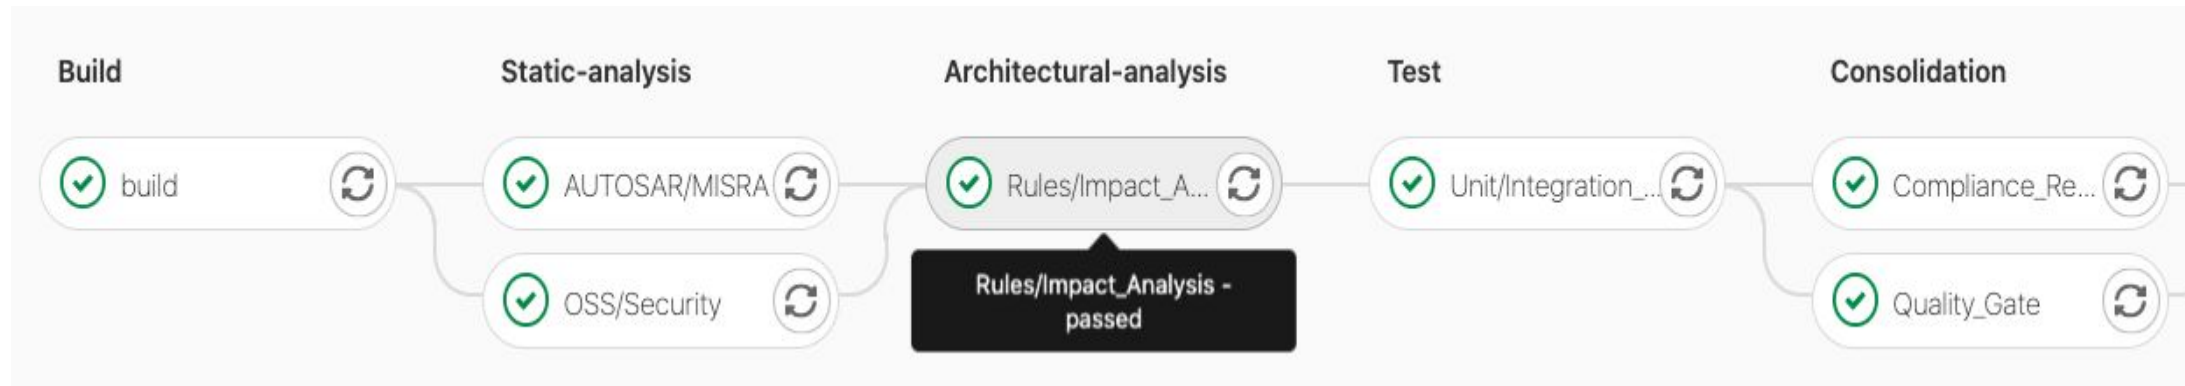 Build
Static-analysis
Architectural-analysis
Test
Consolidation
build
AUTOSAR/MISRA
Rules/Impact_A...
Unit/Integration_...
Compliance_Re...
OSS/Security
Rules/Impact_Analysis -
passed
Quality_Gate